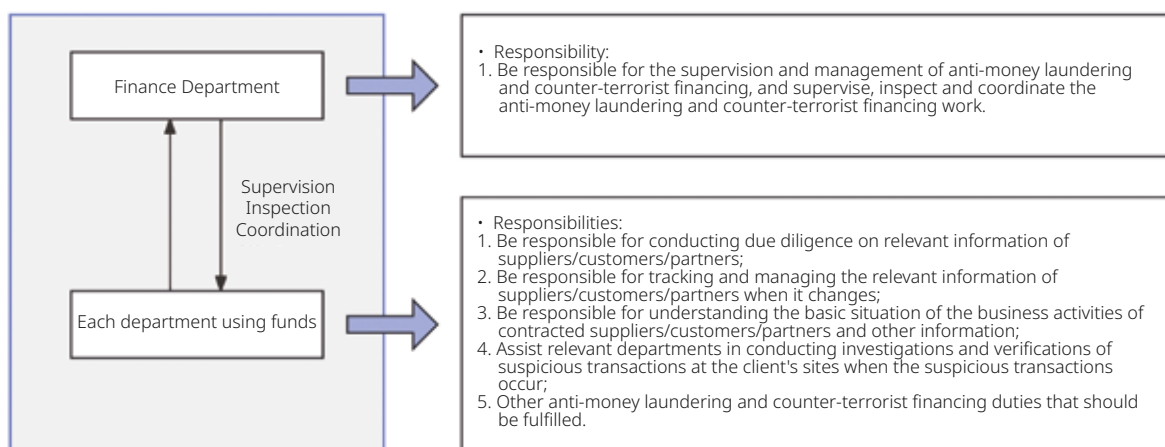 Finance Department
Supervision
Inspection
Coordination
Each department using funds
• Responsibility:
1. Be responsible for the supervision and management of anti-money laundering
and counter-terrorist financing, and supervise, inspect and coordinate the
anti-money laundering and counter-terrorist financing work.
• Responsibilities:
1. Be responsible for conducting due diligence on relevant information of
suppliers/customers/partners;
2. Be responsible for tracking and managing the relevant information of
suppliers/customers/partners when it changes;
3. Be responsible for understanding the basic situation of the business activities of
contracted suppliers/customers/partners and other information;
4. Assist relevant departments in conducting investigations and verifications of
suspicious transactions at the client's sites when the suspicious transactions
occur;
5. Other anti-money laundering and counter-terrorist financing duties that should
be fulfilled.